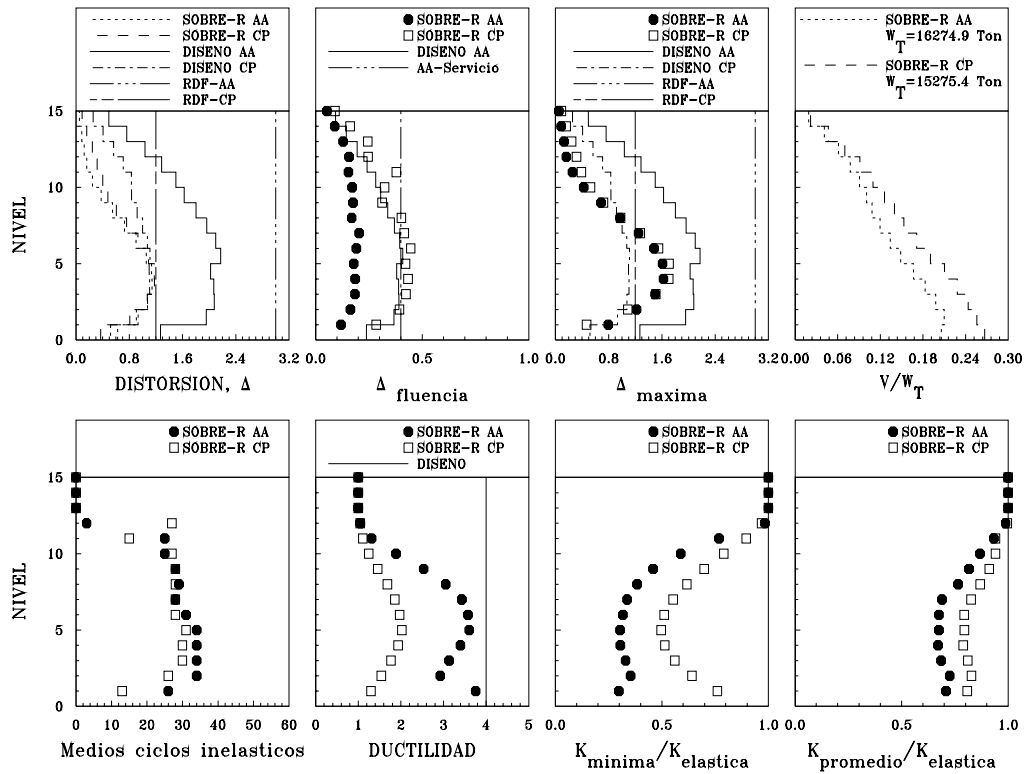 SOBRE-R AA
SOBRE-R CP
DISENO AA
DISENO CP
RDF-AA
RDF-CP
NIVEL
15
10
5
0
0.0 0.8 1.6 2.4 3.2
DISTORSION, Δ
SOBRE-R AA
SOBRE-R CP
DISENO AA
AA-Servicio
0.0 0.5 1.0
Δ fluencia
SOBRE-R AA
SOBRE-R CP
DISENO AA
DISENO CP
RDF-AA
RDF-CP
0.0 0.8 1.6 2.4 3.2
Δ maxima
SOBRE-R AA
W_T=16274.9 Ton
SOBRE-R CP
W_T=15275.4 Ton
0.00 0.06 0.12 0.18 0.24 0.30
V/W_T
SOBRE-R AA
SOBRE-R CP
NIVEL
15
10
5
0
0 10 20 30 40 50 60
Medios ciclos inelasticos
SOBRE-R AA
SOBRE-R CP
DISENO
0 1 2 3 4 5
DUCTILIDAD
SOBRE-R AA
SOBRE-R CP
0.0 0.5 1.0
K minima/K elastica
SOBRE-R AA
SOBRE-R CP
0.0 0.5 1.0
K promedio/K elastica